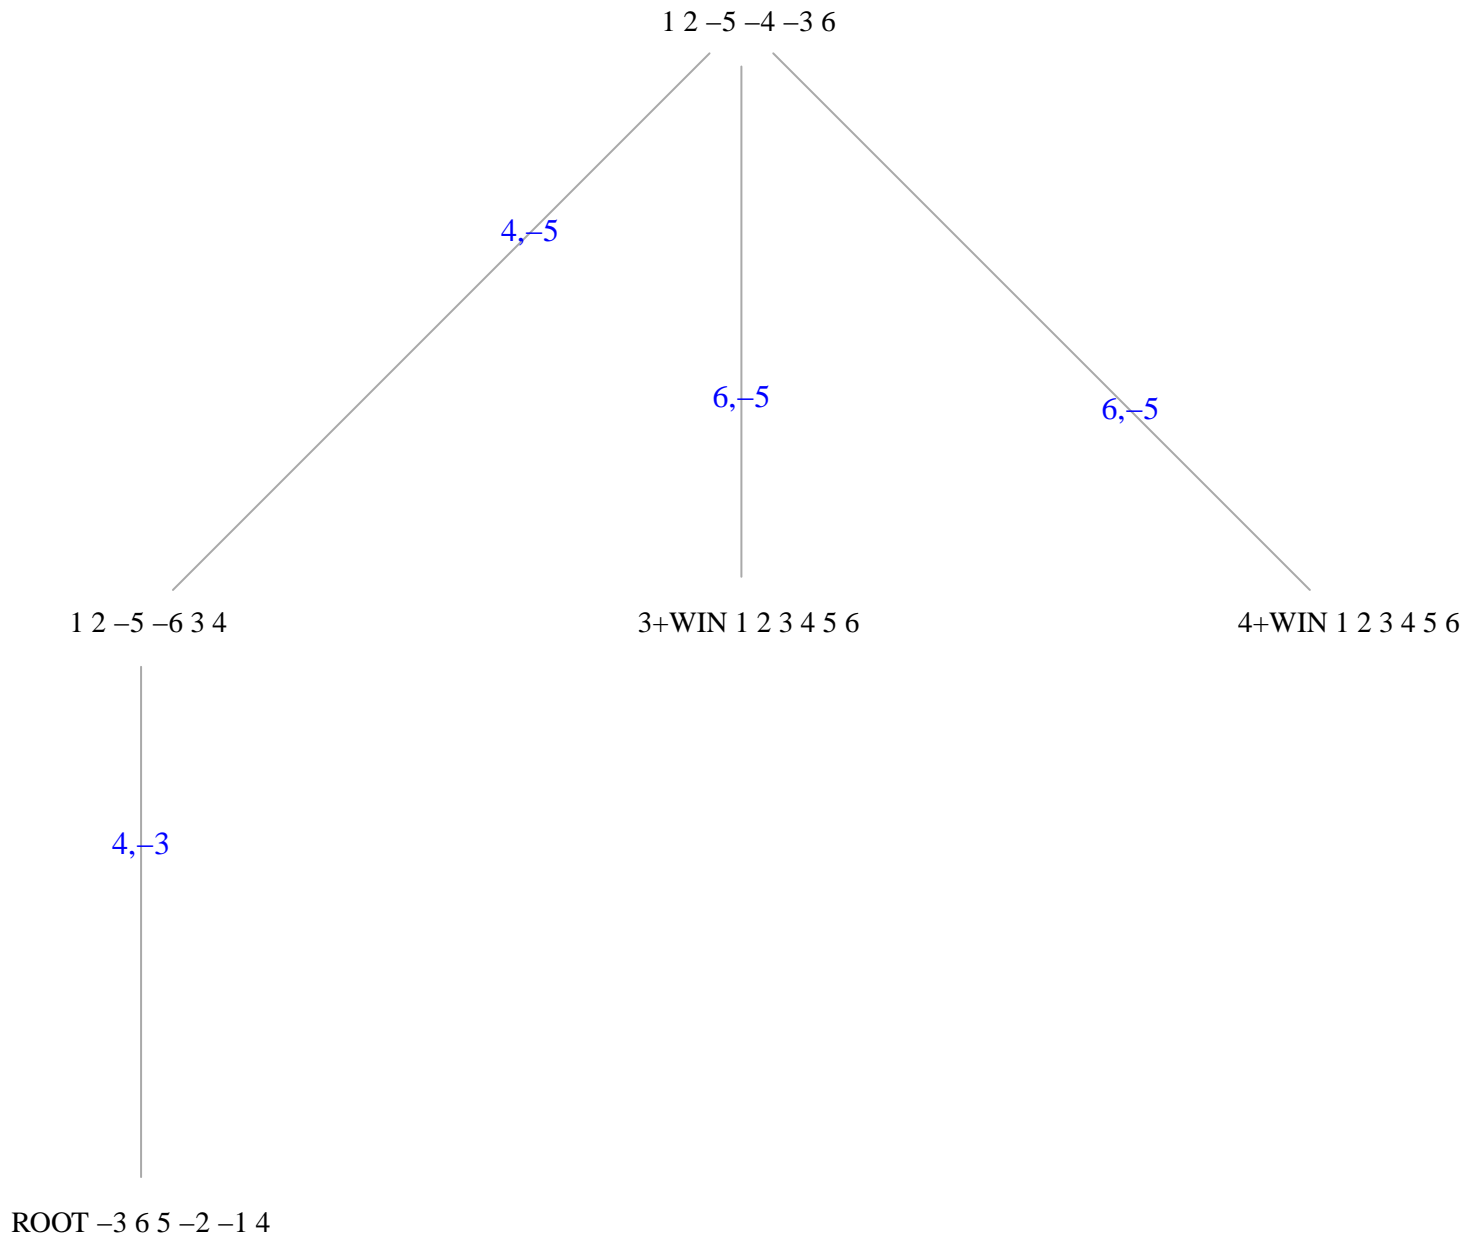 1 2 –5 –4 –3 6
4,–5
6,–5
6,–5
1 2 –5 –6 3 4
3+WIN 1 2 3 4 5 6
4+WIN 1 2 3 4 5 6
4,–3
ROOT –3 6 5 –2 –1 4